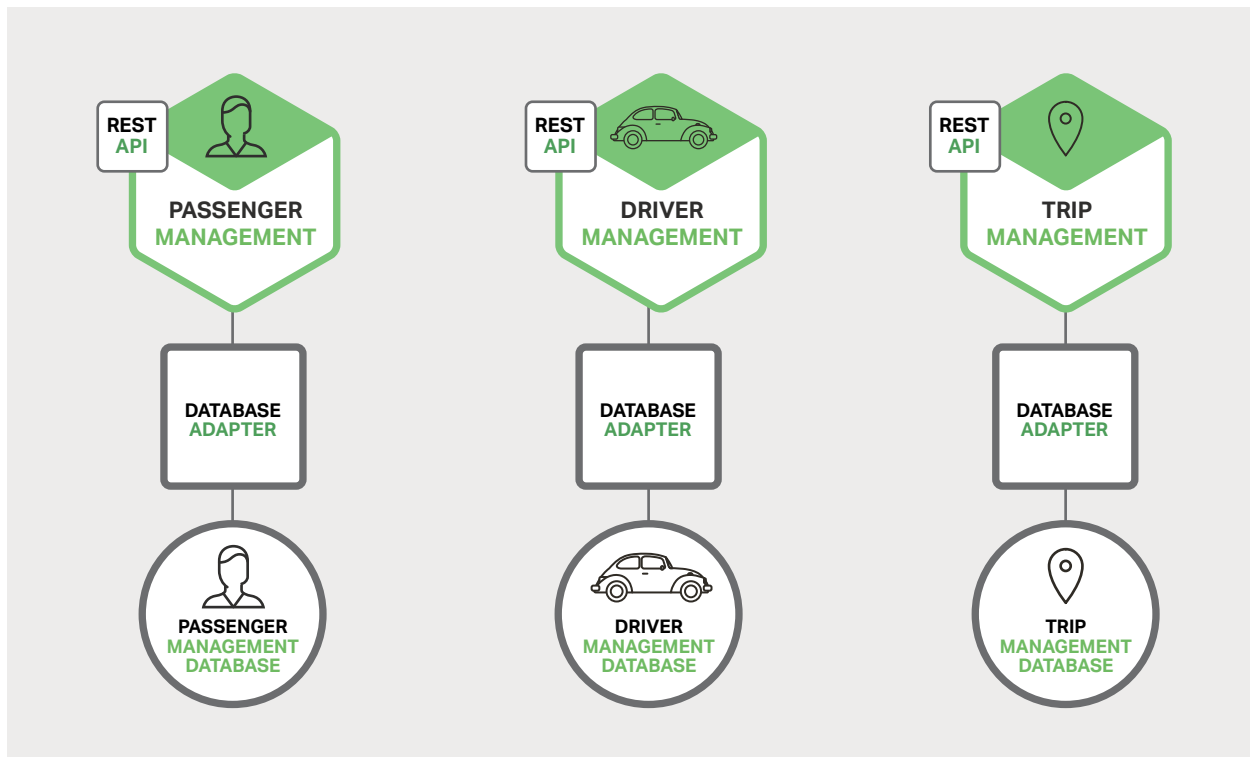 REST
API
PASSENGER
MANAGEMENT
DATABASE
ADAPTER
PASSENGER
MANAGEMENT
DATABASE
REST
API
DRIVER
MANAGEMENT
DATABASE
ADAPTER
DRIVER
MANAGEMENT
DATABASE
REST
API
TRIP
MANAGEMENT
DATABASE
ADAPTER
TRIP
MANAGEMENT
DATABASE